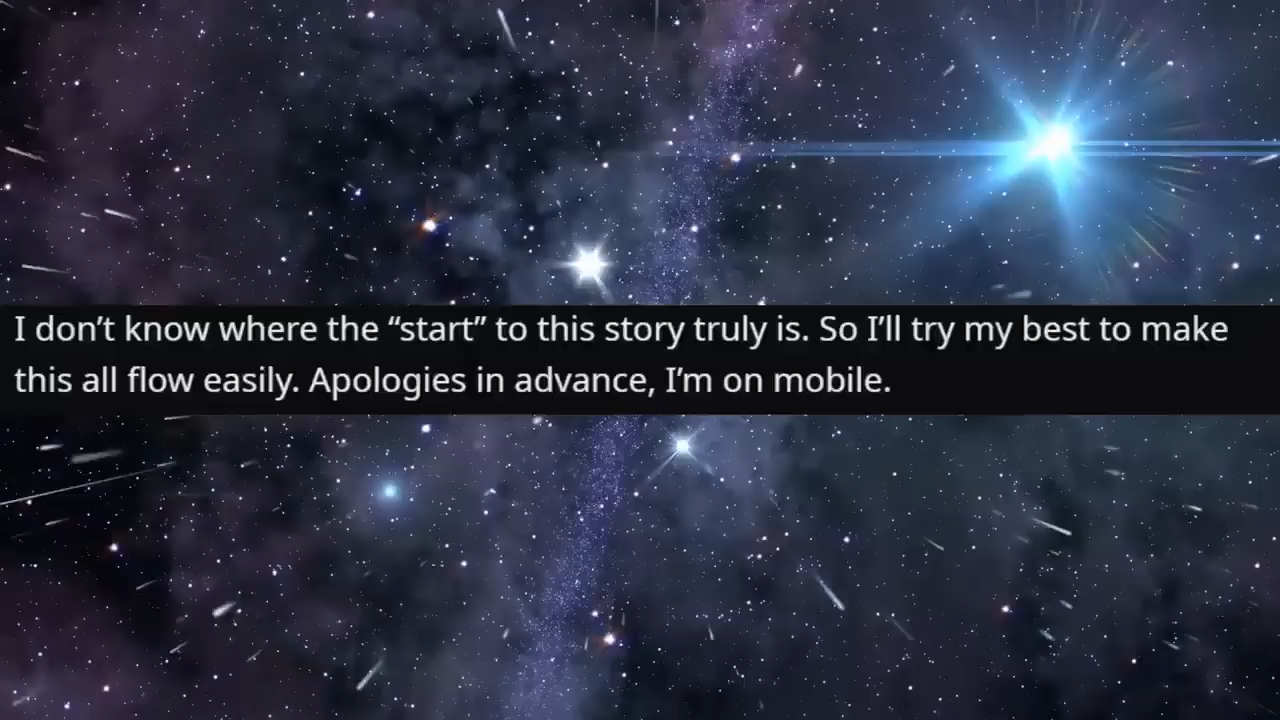 I don’t know where the “start” to this story truly is. So I’ll try my best to make
this all flow easily. Apologies in advance, I’m on mobile.